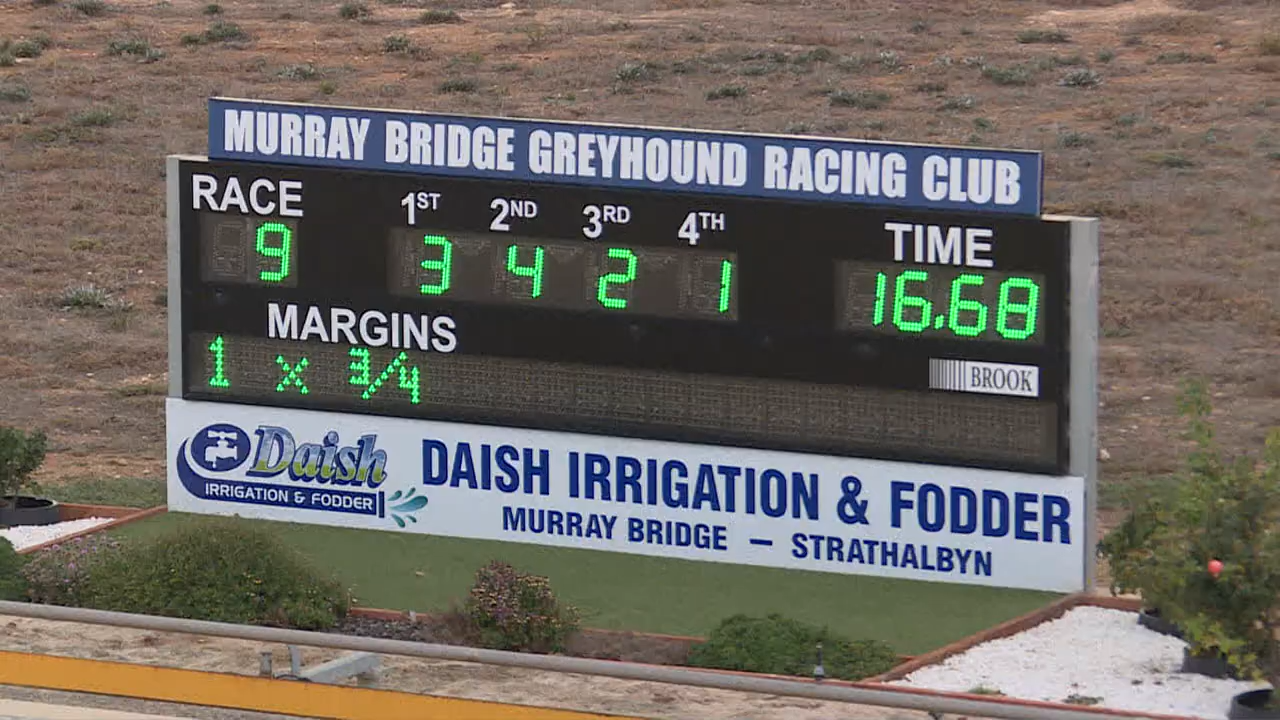 MURRAY BRIDGE GREYHOUND RACING CLUB
RACE 1ST 2ND 3RD 4TH TIME
9 3 4 2 1 16.68
MARGINS
1 x 3/4
BROOK
Daish
IRRIGATION & FODDER
DAISH IRRIGATION & FODDER
MURRAY BRIDGE – STRATHALBYN